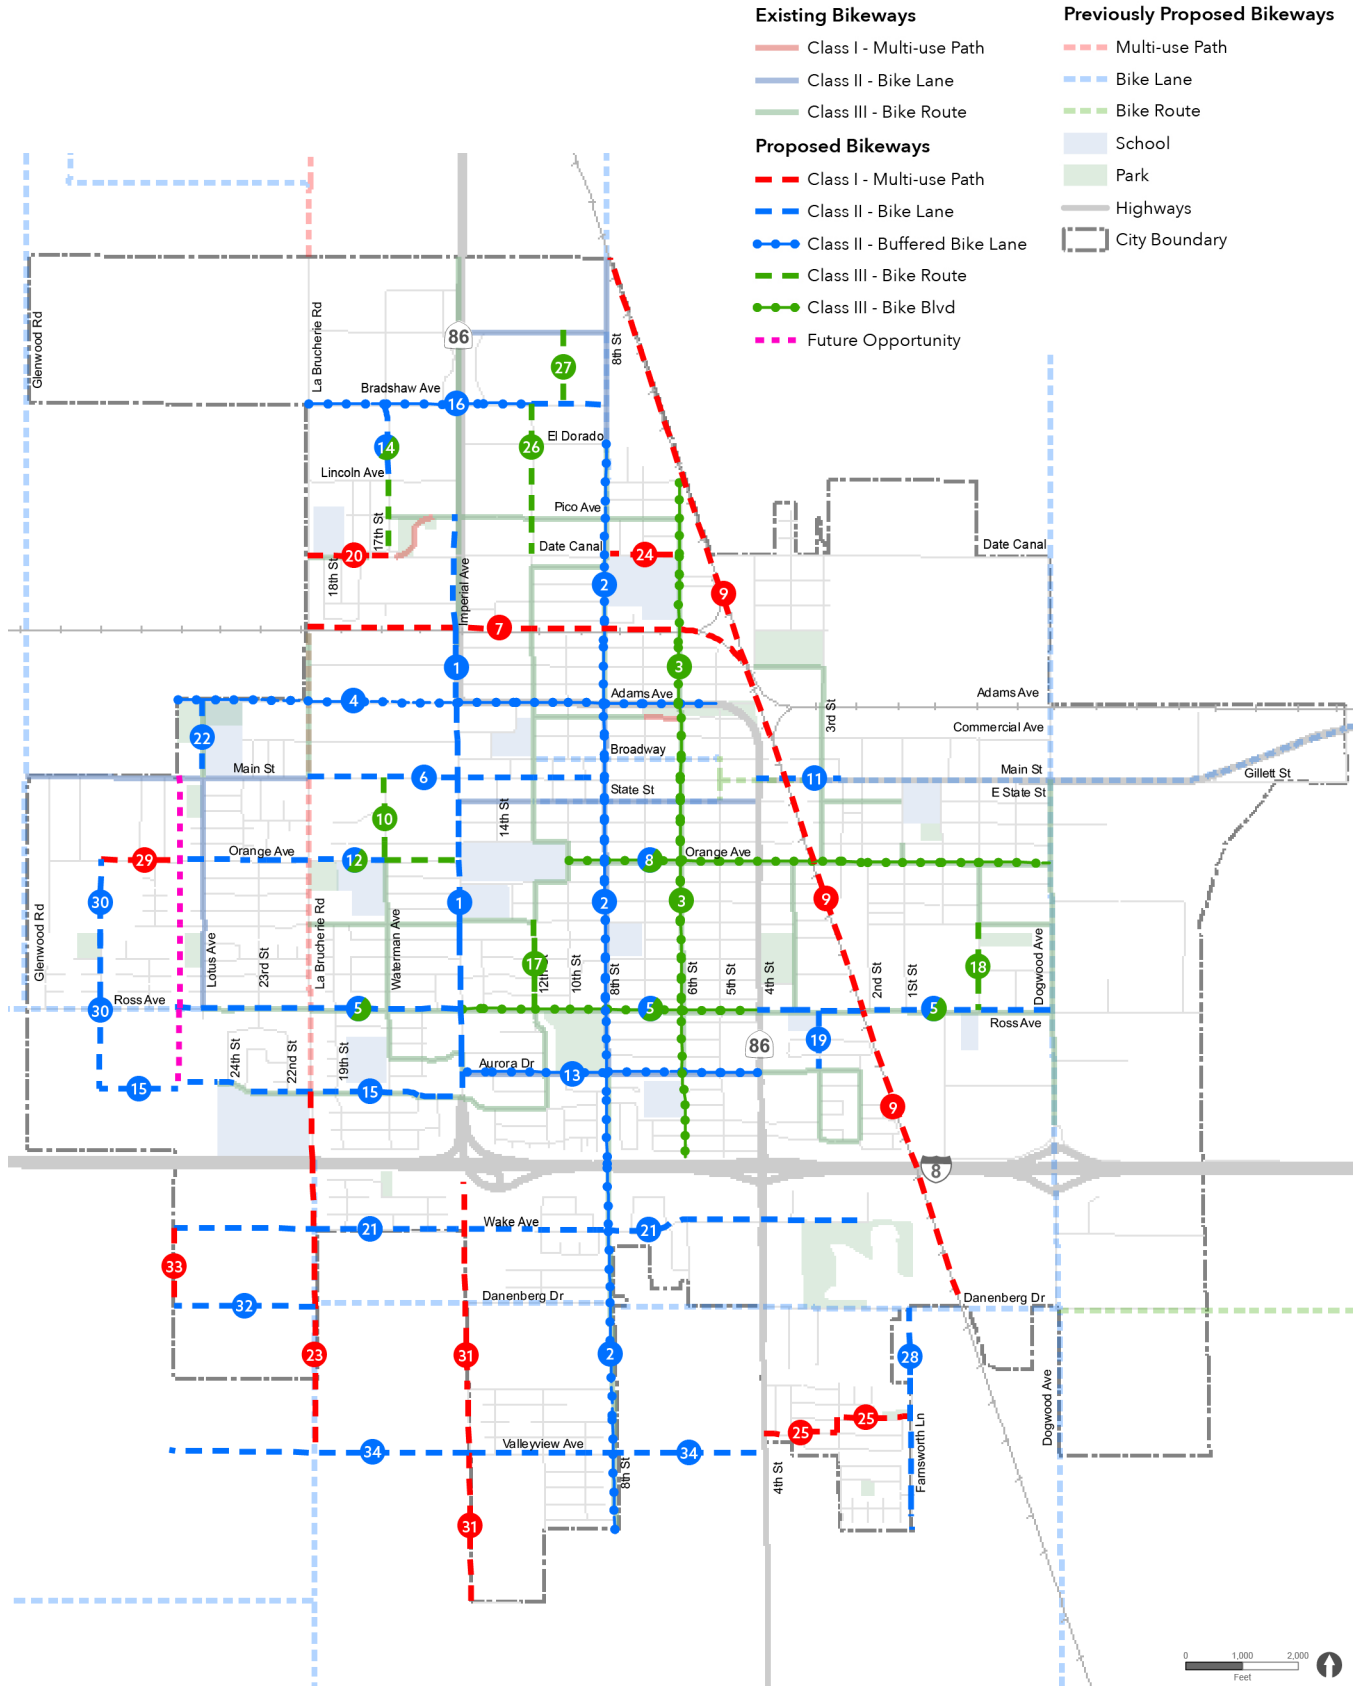 Existing Bikeways
Class I - Multi-use Path
Class II - Bike Lane
Class III - Bike Route
Proposed Bikeways
Class I - Multi-use Path
Class II - Bike Lane
Class II - Buffered Bike Lane
Class III - Bike Route
Class III - Bike Blvd
Future Opportunity
Previously Proposed Bikeways
Multi-use Path
Bike Lane
Bike Route
School
Park
Highways
City Boundary
Glenwood Rd
La Brucherie Rd
86
8th St
27
Bradshaw Ave
16
14
26
El Dorado
Lincoln Ave
17th St
Pico Ave
Date Canal
Date Canal
20
24
18th St
Imperial Ave
2
9
7
1
3
4
Adams Ave
Adams Ave
3rd St
22
Broadway
Commercial Ave
Main St
6
11
Main St
Gillett St
State St
E State St
10
14th St
29
Orange Ave
12
8
Orange Ave
30
1
2
3
9
Glenwood Rd
Lotus Ave
23rd St
La Brucherie Rd
Waterman Ave
17
10th St
8th St
6th St
5th St
4th St
2nd St
1St St
18
Dogwood Ave
30
Ross Ave
5
5
5
Ross Ave
24th St
22nd St
19th St
Aurora Dr
86
19
13
15
15
9
8
Wake Ave
21
21
33
32
Danenberg Dr
Danenberg Dr
23
31
2
28
25
25
Dogwood Ave
Farnsworth Ln
34
Valleyview Ave
34
8th St
4th St
31
0
1,000
2,000
Feet